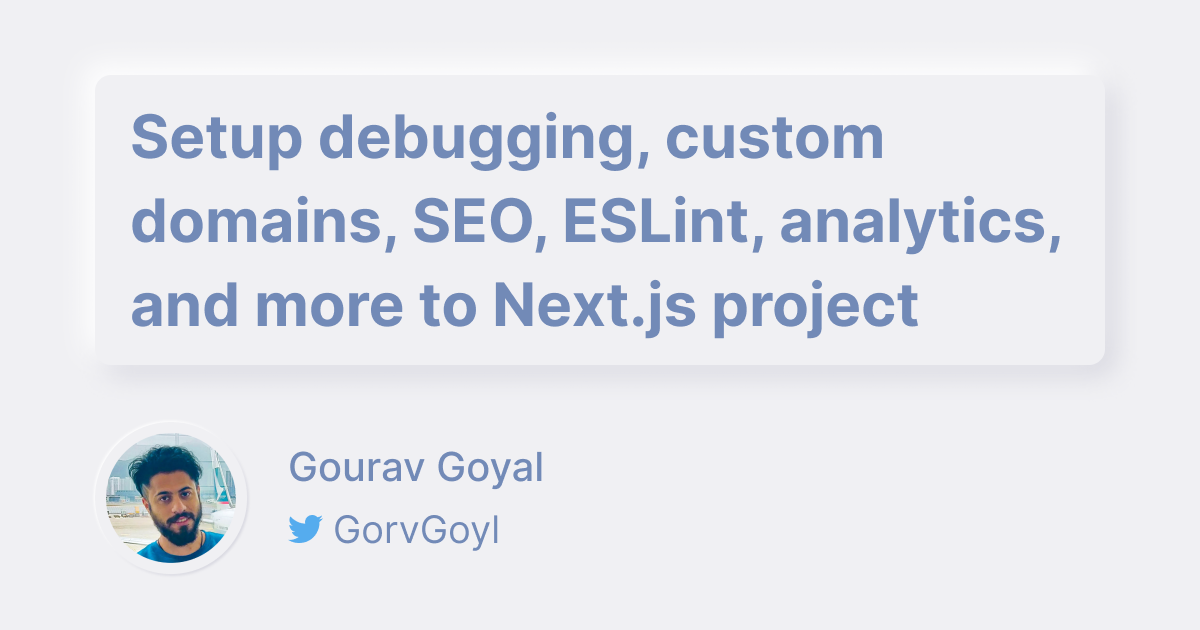 Setup debugging, custom
domains, SEO, ESLint, analytics,
and more to Next.js project
Gourav Goyal
GorvGoyl